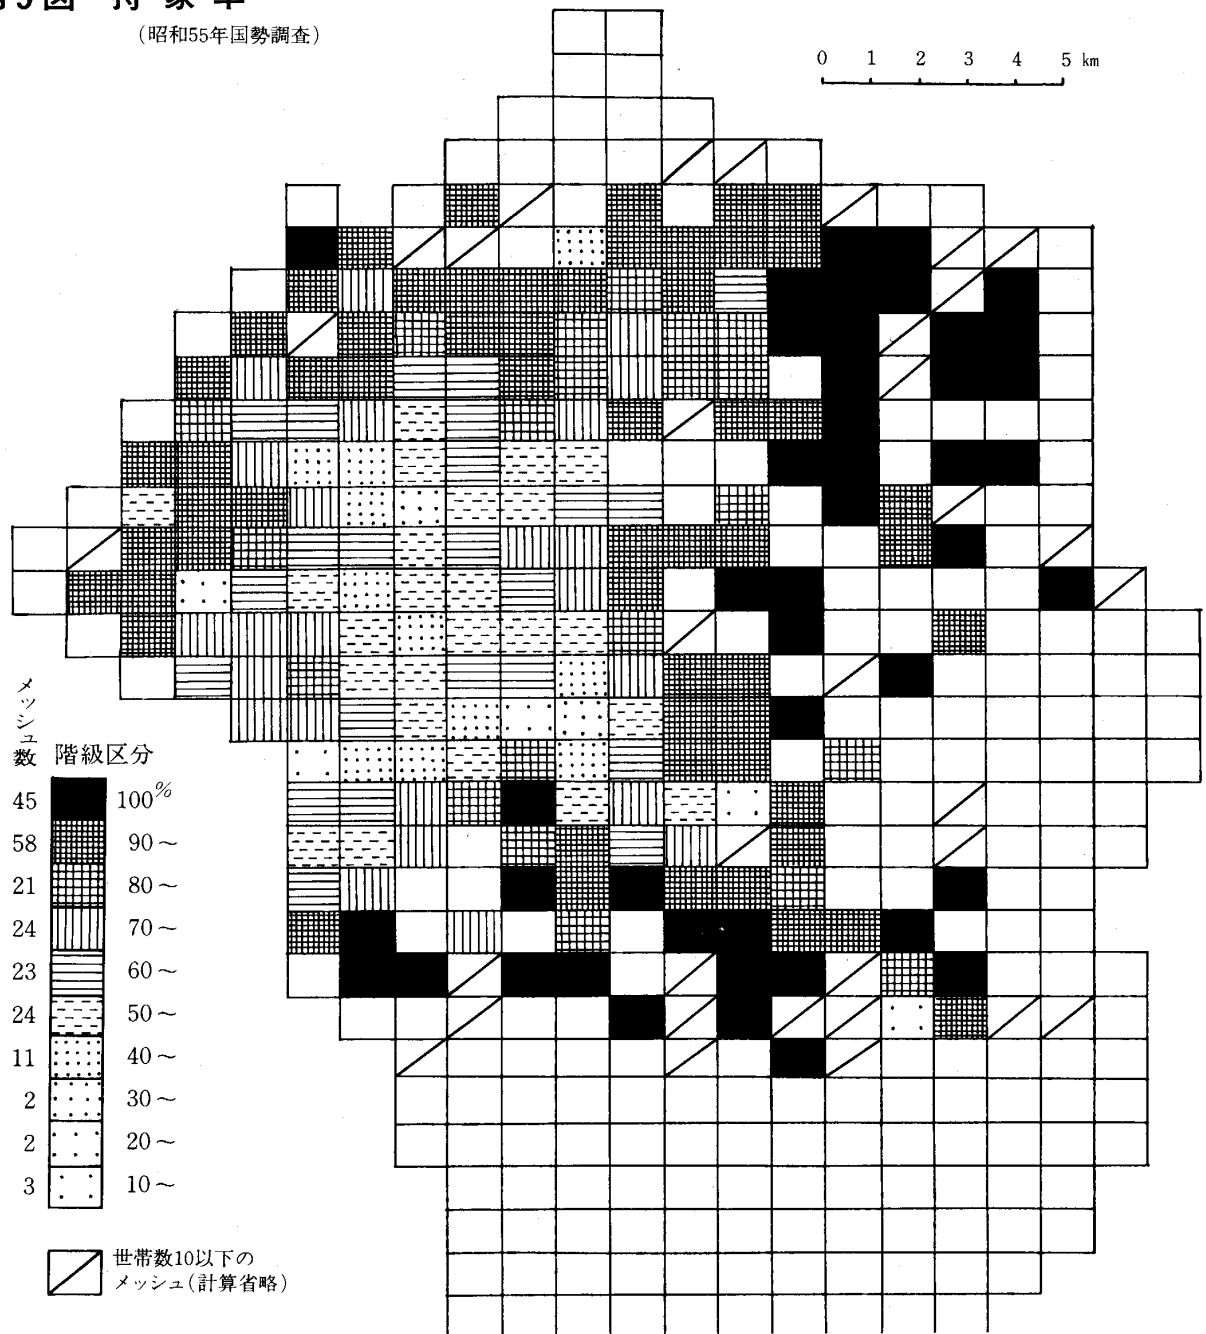 第9図 持家率
(昭和55年国勢調査)
0 1 2 3 4 5 km
メッシュ数 階級区分
45 100%
58 90～
21 80～
24 70～
23 60～
24 50～
11 40～
2 30～
2 20～
3 10～
世帯数10以下の
メッシュ(計算省略)